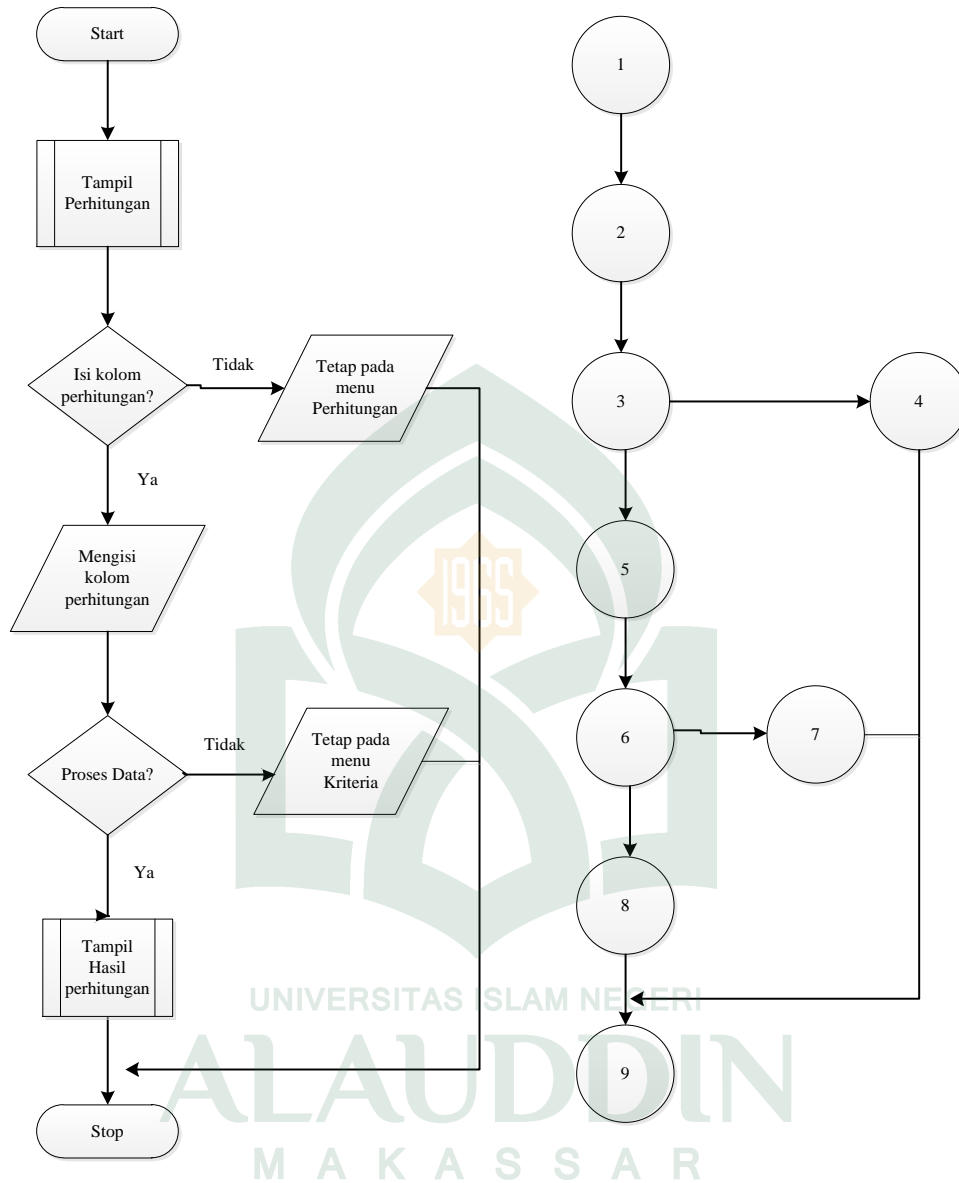 Start
Tampil
Perhitungan
Isi kolom
perhitungan?
Tidak
Tetap pada
menu
Perhitungan
Ya
Mengisi
kolom
perhitungan
Proses Data?
Tidak
Tetap pada
menu
Kriteria
Ya
Tampil
Hasil
perhitungan
Stop
1
2
3
4
5
6
7
8
9
1965
UNIVERSITAS ISLAM NEGERI
ALAUDDIN
MAKASSAR